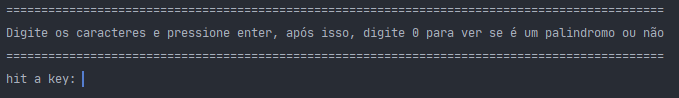 ==============================================================================================
Digite os caracteres e pressione enter, após isso, digite 0 para ver se é um palindromo ou não
==============================================================================================
hit a key: